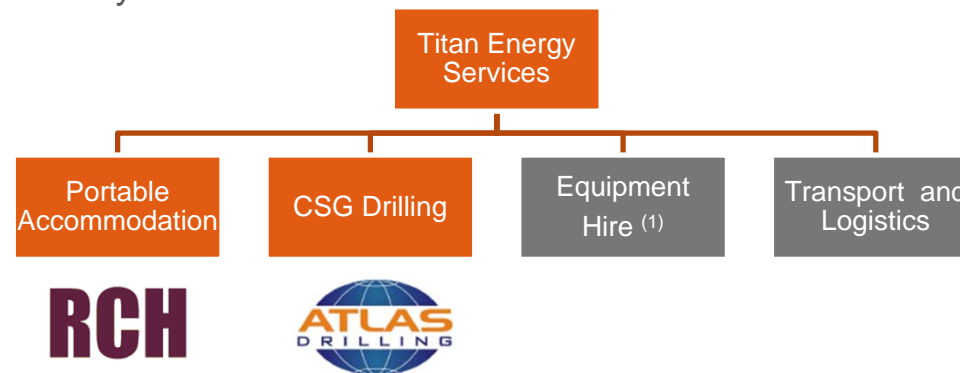 Titan Energy
Services
Portable
Accommodation
CSG Drilling
Equipment
Hire (1)
Transport and
Logistics
RCH
ATLAS
DRILLING